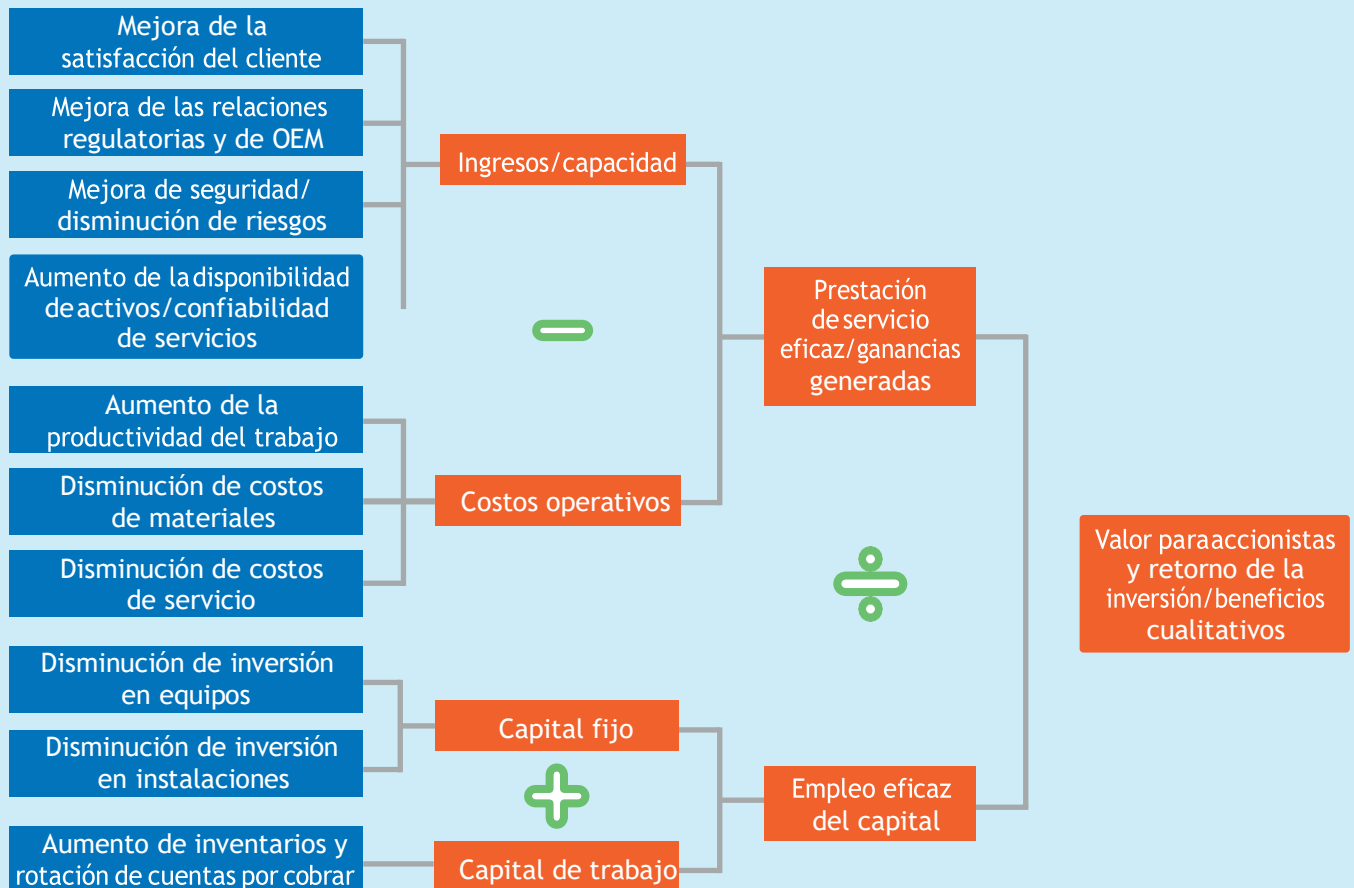 Mejora de la
satisfacción del cliente
Mejora de las relaciones
regulatorias y de OEM
Mejora de seguridad/
disminución de riesgos
Aumento de la disponibilidad
de activos/confiabilidad
de servicios
Aumento de la
productividad del trabajo
Disminución de costos
de materiales
Disminución de costos
de servicio
Disminución de inversión
en equipos
Disminución de inversión
en instalaciones
Aumento de inventarios y
rotación de cuentas por cobrar
Ingresos/capacidad
Costos operativos
Capital fijo
Capital de trabajo
Prestación
de servicio
eficaz/ganancias
generadas
Empleo eficaz
del capital
Valor para accionistas
y retorno de la
inversión/beneficios
cualitativos